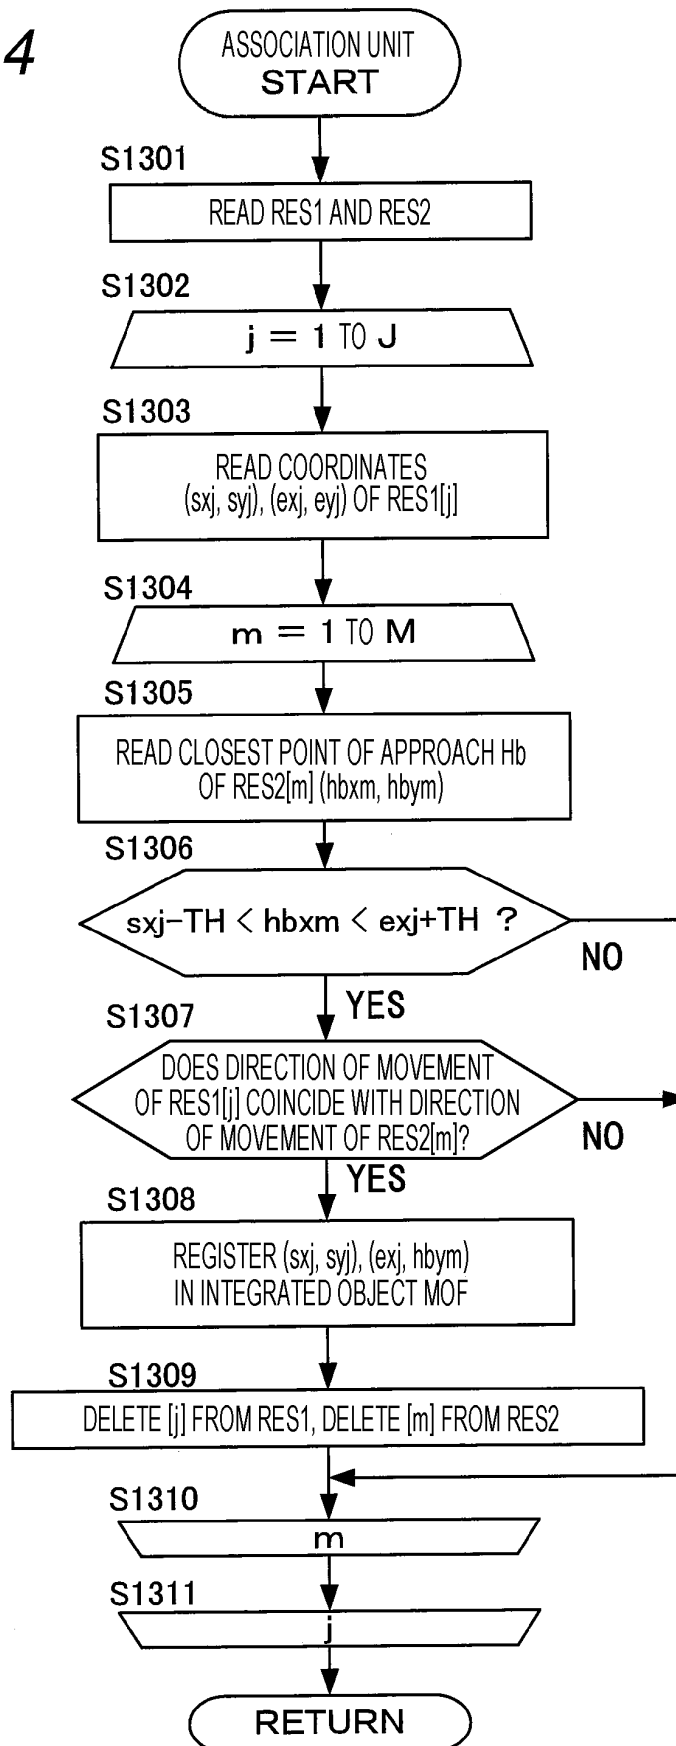 4
ASSOCIATION UNIT
START
S1301
READ RES1 AND RES2
S1302
j = 1 TO J
S1303
READ COORDINATES
(sxj, syj), (exj, eyj) OF RES1[j]
S1304
m = 1 TO M
S1305
READ CLOSEST POINT OF APPROACH Hb
OF RES2[m] (hbxm, hbym)
S1306
sxj-TH < hbxm < exj+TH ?
NO
YES
S1307
DOES DIRECTION OF MOVEMENT
OF RES1[j] COINCIDE WITH DIRECTION
OF MOVEMENT OF RES2[m]?
NO
YES
S1308
REGISTER (sxj, syj), (exj, hbym)
IN INTEGRATED OBJECT MOF
S1309
DELETE [j] FROM RES1, DELETE [m] FROM RES2
S1310
m
S1311
j
RETURN